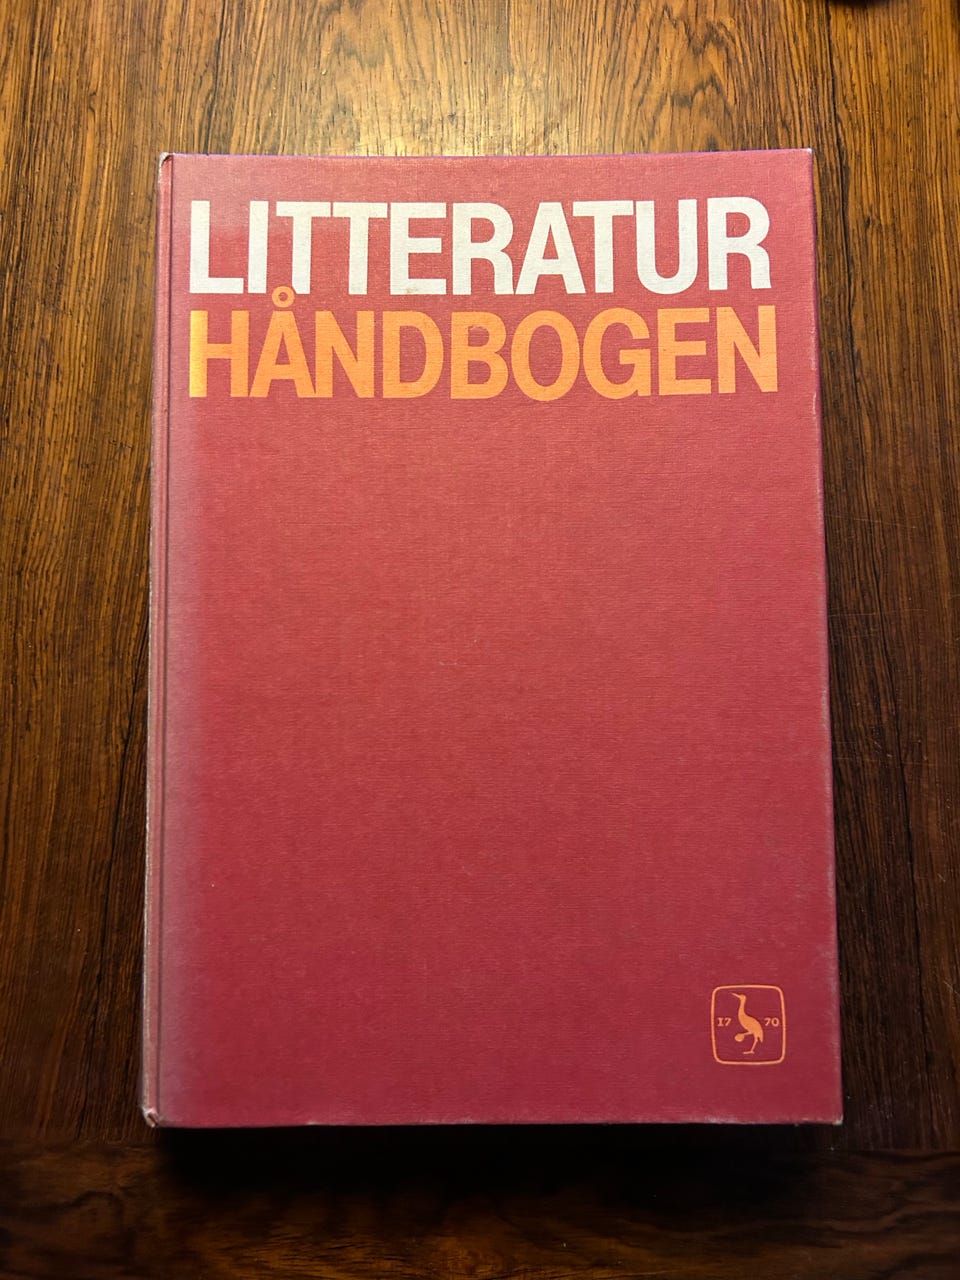 LITTERATUR
HÅNDBOGEN
17 70